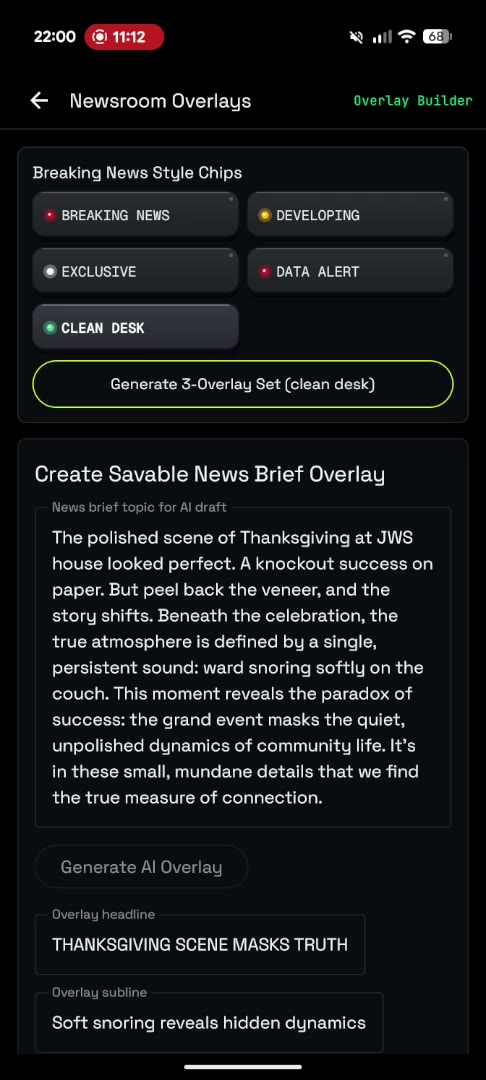 22:00 11:12 68
Newsroom Overlays
Overlay Builder
Breaking News Style Chips
BREAKING NEWS
DEVELOPING
EXCLUSIVE
DATA ALERT
CLEAN DESK
Generate 3-Overlay Set (clean desk)
Create Savable News Brief Overlay
News brief topic for AI draft
The polished scene of Thanksgiving at JWS
house looked perfect. A knockout success on
paper. But peel back the veneer, and the
story shifts. Beneath the celebration, the
true atmosphere is defined by a single,
persistent sound: ward snoring softly on the
couch. This moment reveals the paradox of
success: the grand event masks the quiet,
unpolished dynamics of community life. It's
in these small, mundane details that we find
the true measure of connection.
Generate AI Overlay
Overlay headline
THANKSGIVING SCENE MASKS TRUTH
Overlay subline
Soft snoring reveals hidden dynamics